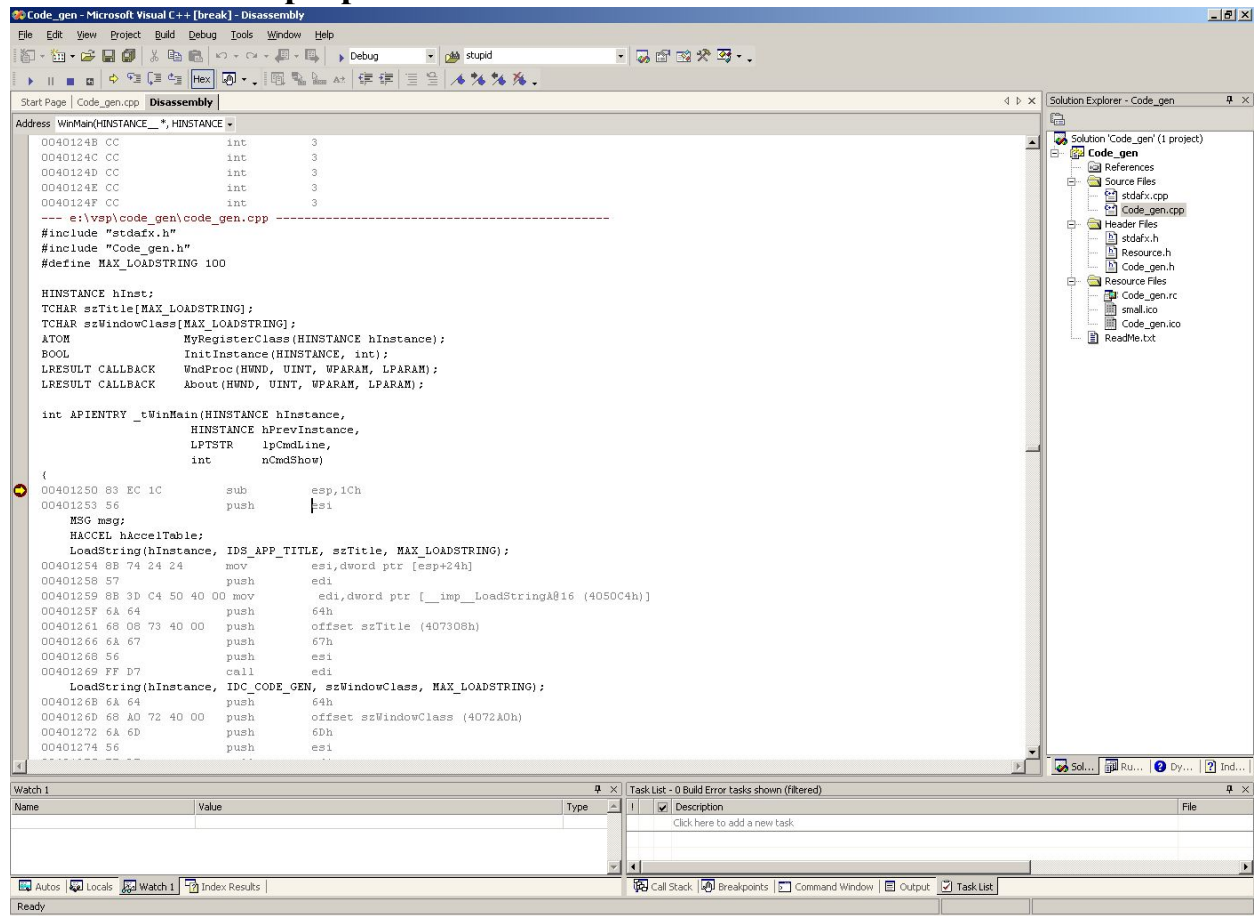 Code_gen - Microsoft Visual C++ [break] - Disassembly
File Edit View Project Build Debug Tools Window Help
Debug stupid
Hex
Start Page Code_gen.cpp Disassembly
Address WinMain(HINSTANCE__ *, HINSTANCE
0040124B CC int 3
0040124C CC int 3
0040124D CC int 3
0040124E CC int 3
0040124F CC int 3
--- e:\vsp\code_gen\code_gen.cpp ---------------------------------------------
#include "stdafx.h"
#include "Code_gen.h"
#define MAX_LOADSTRING 100
HINSTANCE hInst;
TCHAR szTitle[MAX_LOADSTRING];
TCHAR szWindowClass[MAX_LOADSTRING];
ATOM MyRegisterClass(HINSTANCE hInstance);
BOOL InitInstance(HINSTANCE, int);
LRESULT CALLBACK WndProc(HWND, UINT, WPARAM, LPARAM);
LRESULT CALLBACK About(HWND, UINT, WPARAM, LPARAM);
int APIENTRY _tWinMain(HINSTANCE hInstance,
HINSTANCE hPrevInstance,
LPTSTR lpCmdLine,
int nCmdShow)
{
00401250 83 EC 1C sub esp,1Ch
00401253 56 push esi
MSG msg;
HACCEL hAccelTable;
LoadString(hInstance, IDS_APP_TITLE, szTitle, MAX_LOADSTRING);
00401254 8B 74 24 24 mov esi,dword ptr [esp+24h]
00401258 57 push edi
00401259 8B 3D C4 50 40 00 mov edi,dword ptr [__imp__LoadStringA@16 (4050C4h)]
0040125F 6A 64 push 64h
00401261 68 08 73 40 00 push offset szTitle (407308h)
00401266 6A 67 push 67h
00401268 56 push esi
00401269 FF D7 call edi
LoadString(hInstance, IDC_CODE_GEN, szWindowClass, MAX_LOADSTRING);
0040126B 6A 64 push 64h
0040126D 68 A0 72 40 00 push offset szWindowClass (4072A0h)
00401272 6A 6D push 6Dh
00401274 56 push esi
Solution Explorer - Code_gen
Solution 'Code_gen' (1 project)
Code_gen
References
Source Files
stdafx.cpp
Code_gen.cpp
Header Files
stdafx.h
Resource.h
Code_gen.h
Resource Files
Code_gen.rc
small.ico
Code_gen.ico
ReadMe.txt
Sol... Ru... Dy... Ind...
Watch 1
Name Value Type
Autos Locals Watch 1 Index Results
Task List - 0 Build Error tasks shown (filtered)
! Description File
Click here to add a new task
Call Stack Breakpoints Command Window Output Task List
Ready